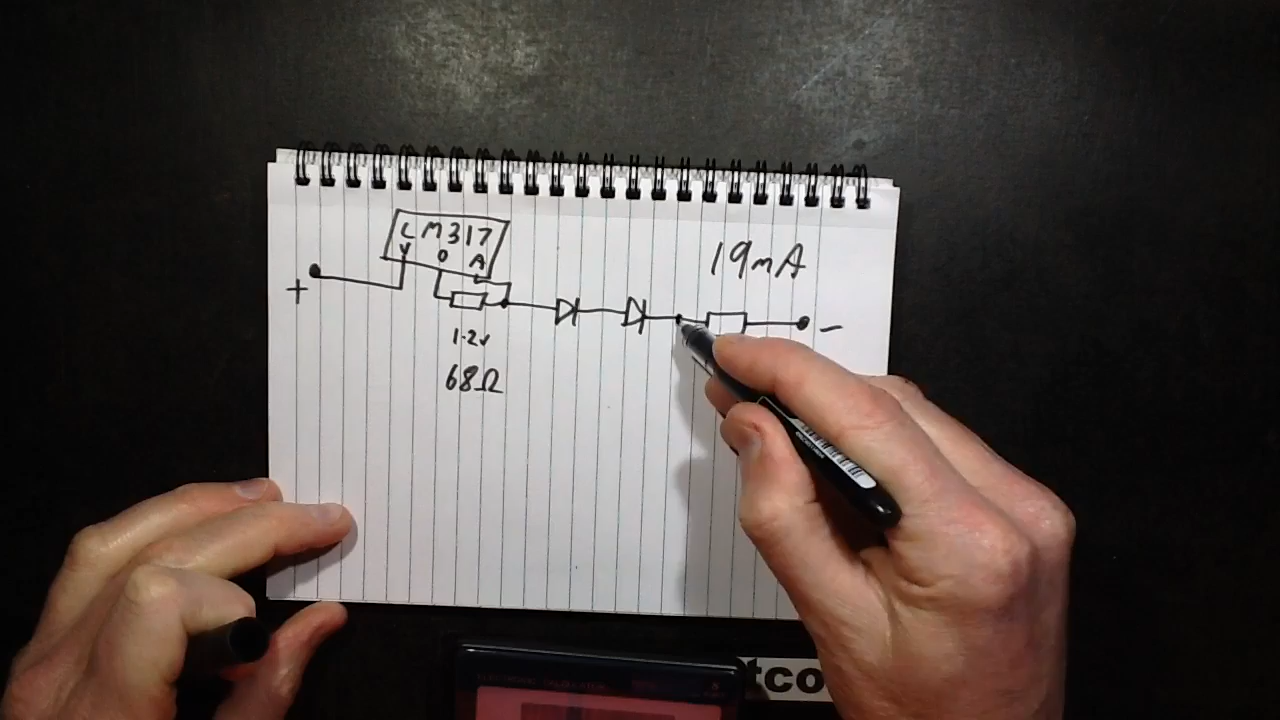 LM317
V O A
19mA
+
−
1.2v
68Ω
tco